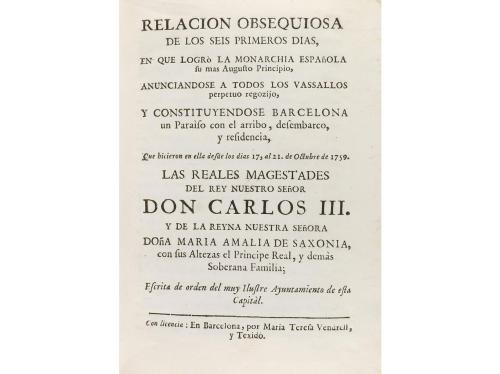 RELACION OBSEQUIOSA
DE LOS SEIS PRIMEROS DIAS,
EN QUE LOGRÒ LA MONARCHIA ESPAñOLA
ſu mas Auguſto Principio,
ANUNCIANDOSE A TODOS LOS VASSALLOS
perpetuo regozijo,
Y CONSTITUYENDOSE BARCELONA
un Paraiſo con el arribo, deſembarco,
y reſidencia,
Que hicieron en ella deſde los dias 17, al 21. de Octubre de 1759.
LAS REALES MAGESTADES
DEL REY NUESTRO SEñOR
DON CARLOS III.
Y DE LA REYNA NUESTRA SEñORA
DOñA MARIA AMALIA DE SAXONIA,
con ſus Altezas el Principe Real, y demàs
Soberana Familia;
Eſcrita de orden del muy Iluſtre Ayuntamiento de eſta
Capitàl.
Con licencia: En Barcelona, por Maria Tereſa Vendrell,
y Texidò.